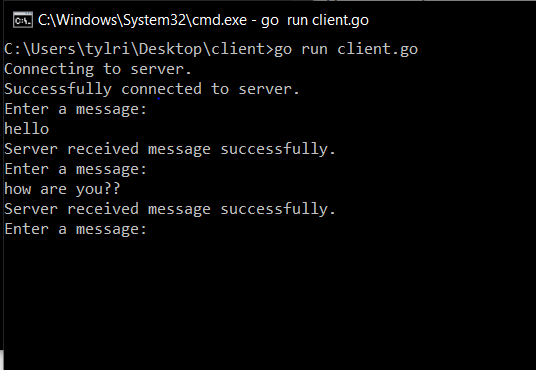 C:\Windows\System32\cmd.exe - go  run client.go
C:\Users\tylri\Desktop\client>go run client.go
Connecting to server.
Successfully connected to server.
Enter a message:
hello
Server received message successfully.
Enter a message:
how are you??
Server received message successfully.
Enter a message: